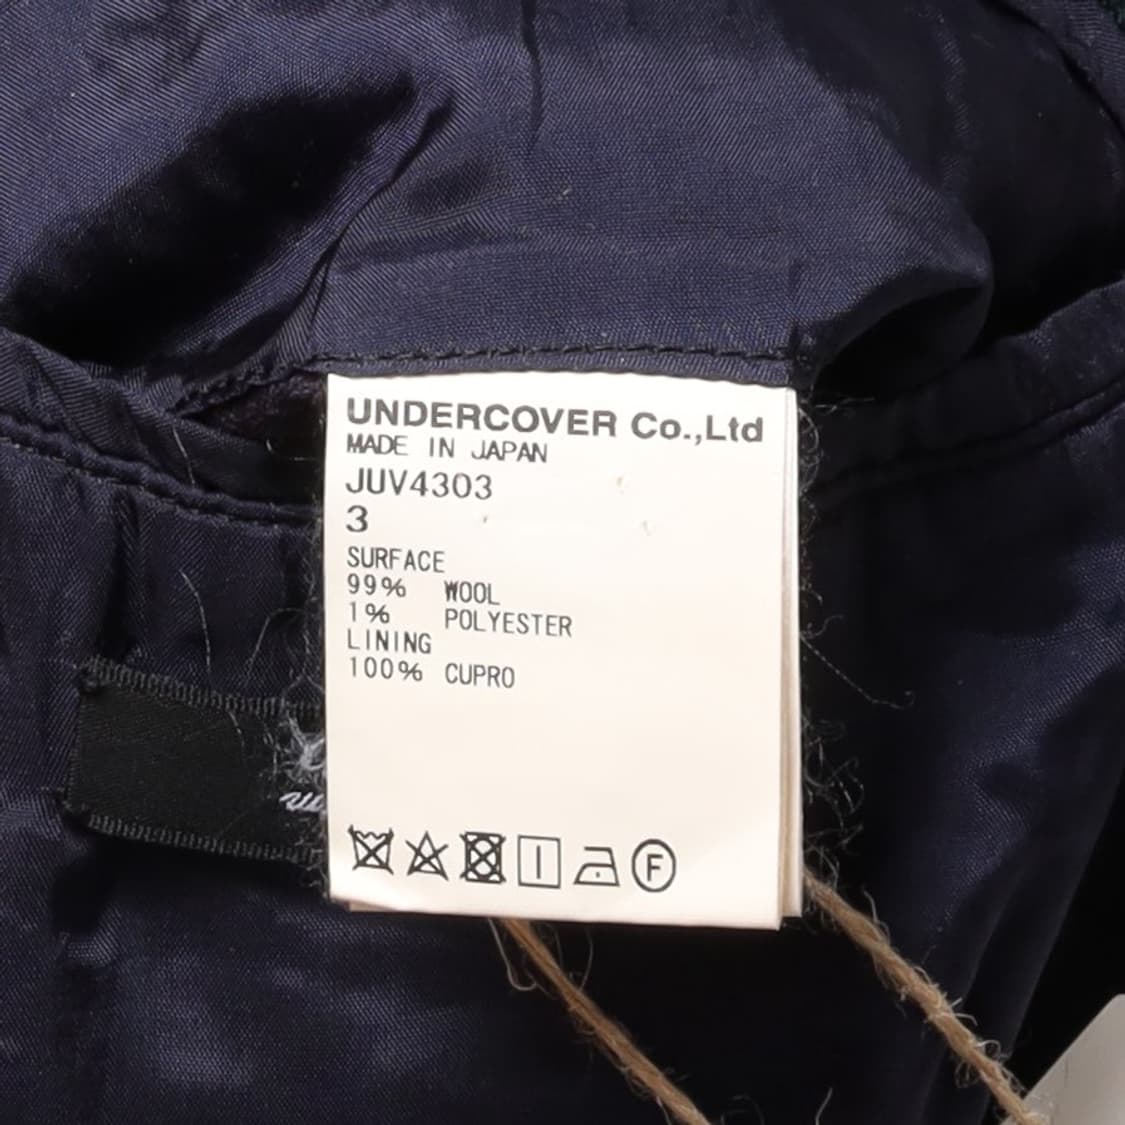 UNDERCOVER Co.,Ltd
MADE IN JAPAN
JUV4303
3
SURFACE
99% WOOL
1% POLYESTER
LINING
100% CUPRO
F